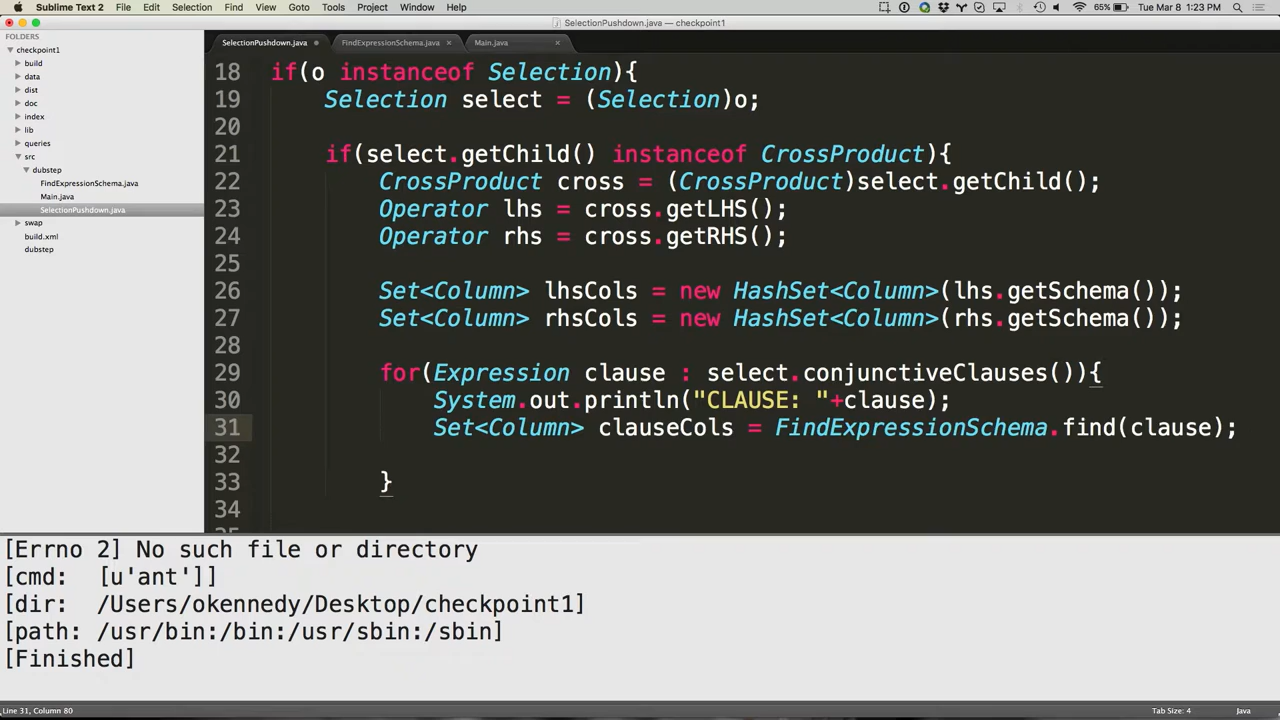 Sublime Text 2 File Edit Selection Find View Goto Tools Project Window Help 65% Tue Mar 8 1:23 PM
SelectionPushdown.java — checkpoint1
FOLDERS
checkpoint1
build
data
dist
doc
index
lib
queries
src
dubstep
FindExpressionSchema.java
Main.java
SelectionPushdown.java
swap
build.xml
dubstep
SelectionPushdown.java FindExpressionSchema.java Main.java
18 if(o instanceof Selection){
19 Selection select = (Selection)o;
20
21 if(select.getChild() instanceof CrossProduct){
22 CrossProduct cross = (CrossProduct)select.getChild();
23 Operator lhs = cross.getLHS();
24 Operator rhs = cross.getRHS();
25
26 Set<Column> lhsCols = new HashSet<Column>(lhs.getSchema());
27 Set<Column> rhsCols = new HashSet<Column>(rhs.getSchema());
28
29 for(Expression clause : select.conjunctiveClauses()){
30 System.out.println("CLAUSE: "+clause);
31 Set<Column> clauseCols = FindExpressionSchema.find(clause);
32
33 }
34
[Errno 2] No such file or directory
[cmd: [u'ant']]
[dir: /Users/okennedy/Desktop/checkpoint1]
[path: /usr/bin:/bin:/usr/sbin:/sbin]
[Finished]
Line 31, Column 80 Tab Size: 4 Java